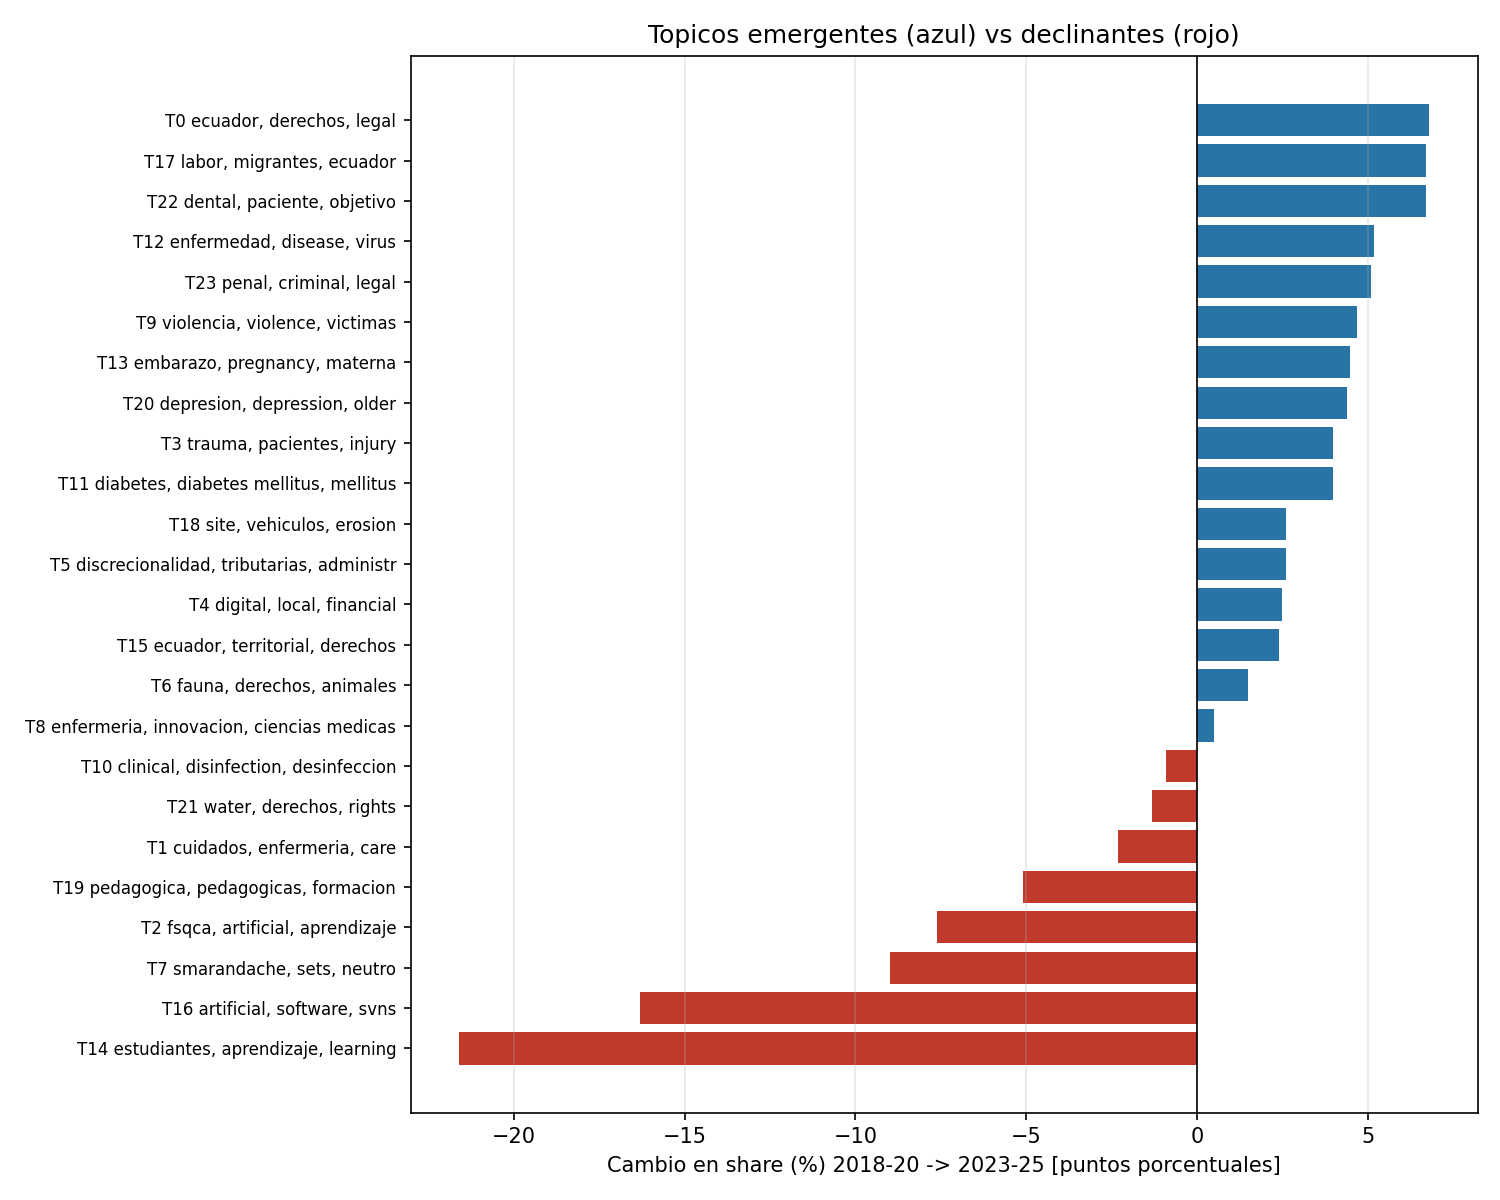 Topicos emergentes (azul) vs declinantes (rojo)
T0 ecuador, derechos, legal
T17 labor, migrantes, ecuador
T22 dental, paciente, objetivo
T12 enfermedad, disease, virus
T23 penal, criminal, legal
T9 violencia, violence, victimas
T13 embarazo, pregnancy, materna
T20 depresion, depression, older
T3 trauma, pacientes, injury
T11 diabetes, diabetes mellitus, mellitus
T18 site, vehiculos, erosion
T5 discrecionalidad, tributarias, administr
T4 digital, local, financial
T15 ecuador, territorial, derechos
T6 fauna, derechos, animales
T8 enfermeria, innovacion, ciencias medicas
T10 clinical, disinfection, desinfeccion
T21 water, derechos, rights
T1 cuidados, enfermeria, care
T19 pedagogica, pedagogicas, formacion
T2 fsqca, artificial, aprendizaje
T7 smarandache, sets, neutro
T16 artificial, software, svns
T14 estudiantes, aprendizaje, learning
−20 −15 −10 −5 0 5
Cambio en share (%) 2018-20 -> 2023-25 [puntos porcentuales]